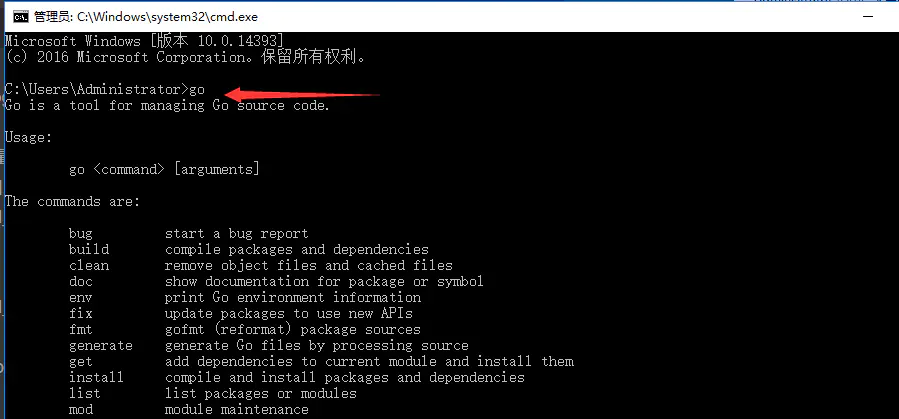 管理员: C:\Windows\system32\cmd.exe
Microsoft Windows [版本 10.0.14393]
(c) 2016 Microsoft Corporation。保留所有权利。
C:\Users\Administrator>go
Go is a tool for managing Go source code.
Usage:
go <command> [arguments]
The commands are:
bug start a bug report
build compile packages and dependencies
clean remove object files and cached files
doc show documentation for package or symbol
env print Go environment information
fix update packages to use new APIs
fmt gofmt (reformat) package sources
generate generate Go files by processing source
get add dependencies to current module and install them
install compile and install packages and dependencies
list list packages or modules
mod module maintenance